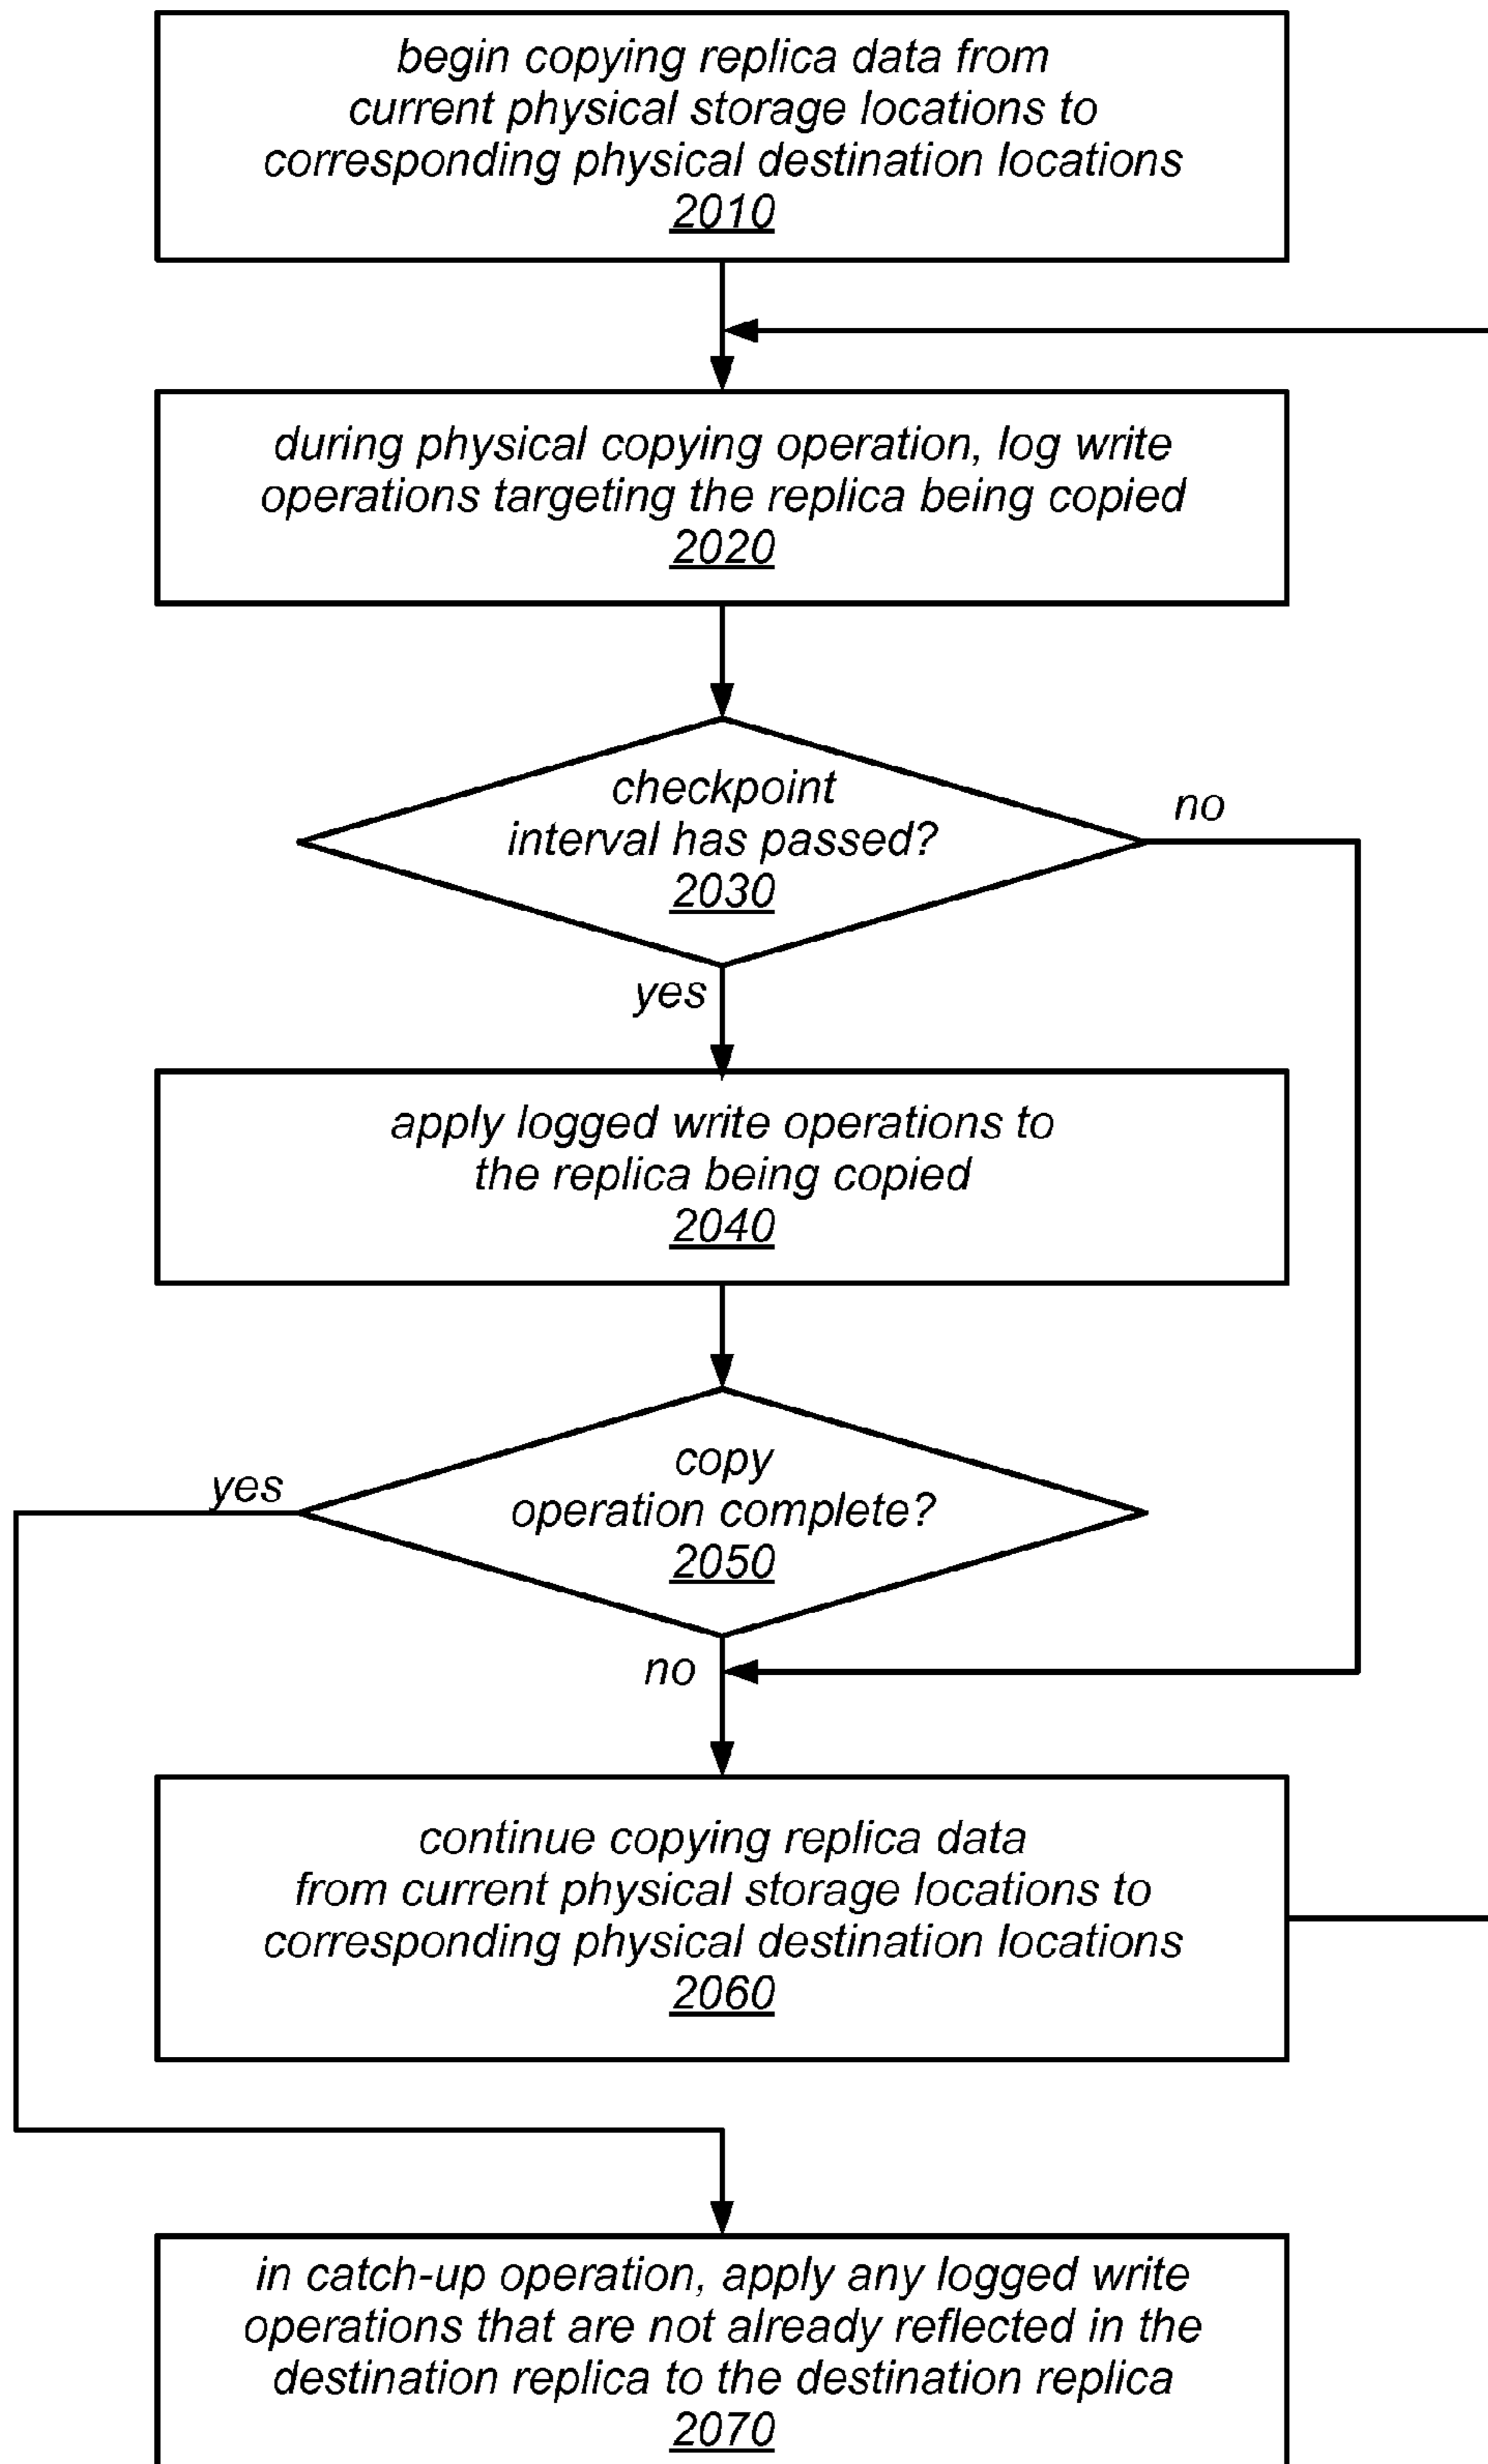 begin copying replica data from
current physical storage locations to
corresponding physical destination locations
2010
during physical copying operation, log write
operations targeting the replica being copied
2020
checkpoint
interval has passed?
2030
no
yes
apply logged write operations to
the replica being copied
2040
copy
operation complete?
2050
yes
no
continue copying replica data
from current physical storage locations to
corresponding physical destination locations
2060
in catch-up operation, apply any logged write
operations that are not already reflected in the
destination replica to the destination replica
2070